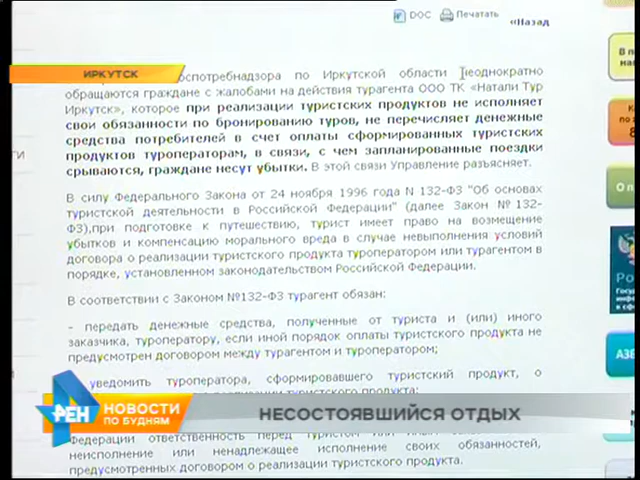 DOC Печатать «Назад
ИРКУТСК
оспотребнадзора по Иркутской области неоднократно
обращаются граждане с жалобами на действия турагента ООО ТК «Натали Тур
Иркутск», которое при реализации туристских продуктов не исполняет
свои обязанности по бронированию туров, не перечисляет денежные
средства потребителей в счет оплаты сформированных туристских
продуктов туроператорам, в связи, с чем запланированные поездки
срываются, граждане несут убытки. В этой связи Управление разъясняет.
В силу Федерального Закона от 24 ноября 1996 года N 132-ФЗ "Об основах
туристской деятельности в Российской Федерации" (далее Закон № 132-
ФЗ),при подготовке к путешествию, турист имеет право на возмещение
убытков и компенсацию морального вреда в случае невыполнения условий
договора о реализации туристского продукта туроператором или турагентом в
порядке, установленном законодательством Российской Федерации.
В соответствии с Законом №132-ФЗ турагент обязан:
- передать денежные средства, полученные от туриста и (или) иного
заказчика, туроператору, если иной порядок оплаты туристского продукта не
предусмотрен договором между турагентом и туроператором;
уведомить туроператора, сформировавшего туристский продукт, о
туристского продукта;
РЕН НОВОСТИ
ПО БУДНЯМ
НЕСОСТОЯВШИЙСЯ ОТДЫХ
Федерации ответственность перед туристом или
неисполнение или ненадлежащее исполнение своих обязанностей,
предусмотренных договором о реализации туристского продукта.